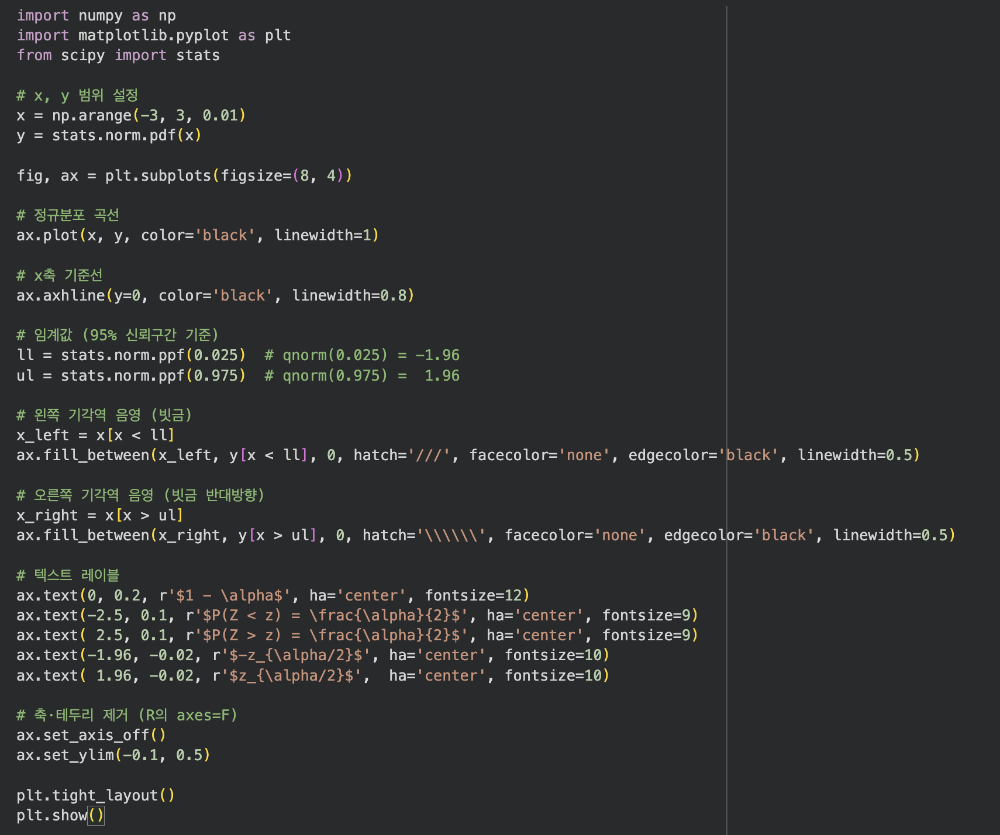 import numpy as np
import matplotlib.pyplot as plt
from scipy import stats
# x, y 범위 설정
x = np.arange(-3, 3, 0.01)
y = stats.norm.pdf(x)
fig, ax = plt.subplots(figsize=(8, 4))
# 정규분포 곡선
ax.plot(x, y, color='black', linewidth=1)
# x축 기준선
ax.axhline(y=0, color='black', linewidth=0.8)
# 임계값 (95% 신뢰구간 기준)
ll = stats.norm.ppf(0.025)  # qnorm(0.025) = -1.96
ul = stats.norm.ppf(0.975)  # qnorm(0.975) =  1.96
# 왼쪽 기각역 음영 (빗금)
x_left = x[x < ll]
ax.fill_between(x_left, y[x < ll], 0, hatch='///', facecolor='none', edgecolor='black', linewidth=0.5)
# 오른쪽 기각역 음영 (빗금 반대방향)
x_right = x[x > ul]
ax.fill_between(x_right, y[x > ul], 0, hatch='\\\\\\', facecolor='none', edgecolor='black', linewidth=0.5)
# 텍스트 레이블
ax.text(0, 0.2, r'$1 - \alpha$', ha='center', fontsize=12)
ax.text(-2.5, 0.1, r'$P(Z < z) = \frac{\alpha}{2}$', ha='center', fontsize=9)
ax.text( 2.5, 0.1, r'$P(Z > z) = \frac{\alpha}{2}$', ha='center', fontsize=9)
ax.text(-1.96, -0.02, r'$-z_{\alpha/2}$', ha='center', fontsize=10)
ax.text( 1.96, -0.02, r'$z_{\alpha/2}$',  ha='center', fontsize=10)
# 축·테두리 제거 (R의 axes=F)
ax.set_axis_off()
ax.set_ylim(-0.1, 0.5)
plt.tight_layout()
plt.show()